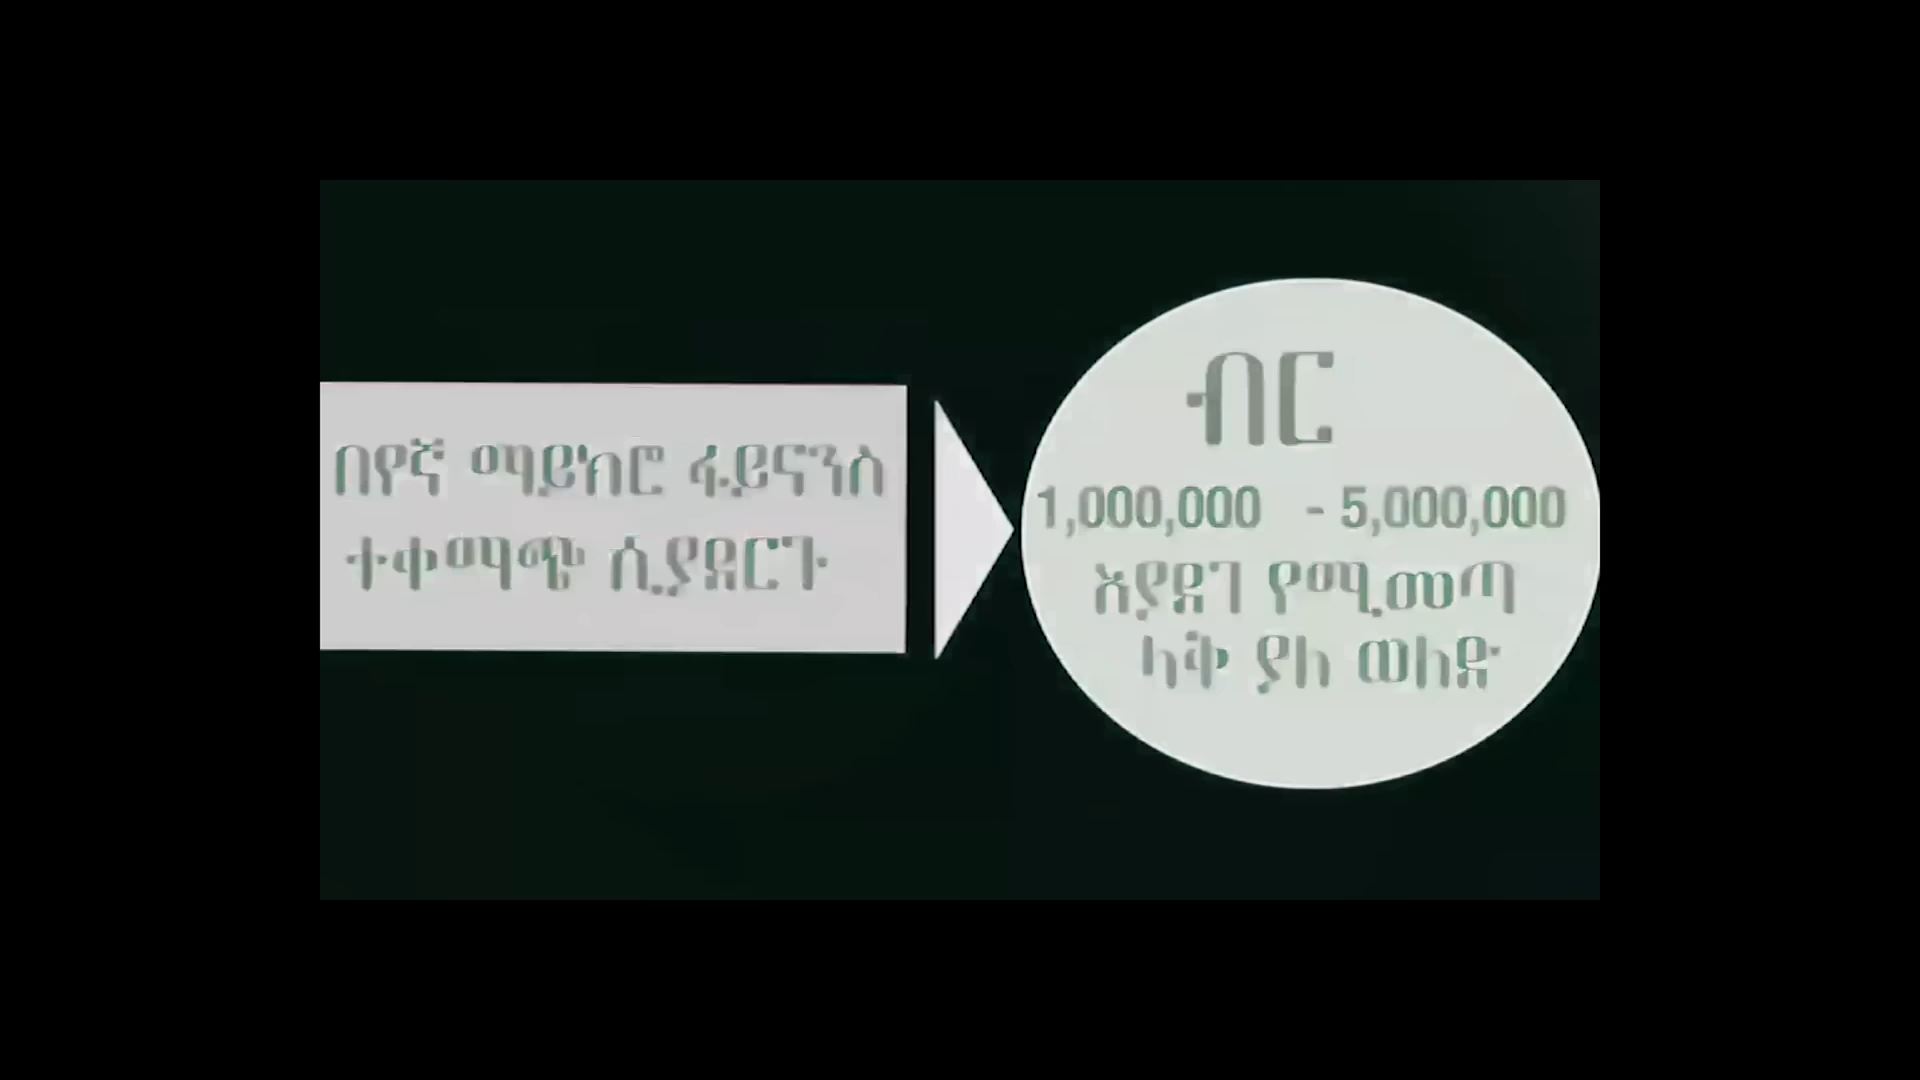 በየኛ ማይክሮ ፋይናንስ
ተቀማጭ ሲያደርጉ
ብር
1,000,000 - 5,000,000
እያደገ የሚመጣ
ላቅ ያለ ወለድ